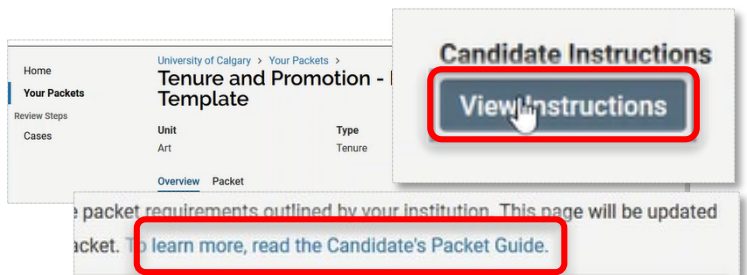 Home
Your Packets
Review Steps
Cases
University of Calgary > Your Packets >
Tenure and Promotion -
Template
Unit
Type
Art
Tenure
Overview Packet
Candidate Instructions
View Instructions
packet requirements outlined by your institution. This page will be updated
acket. To learn more, read the Candidate's Packet Guide.